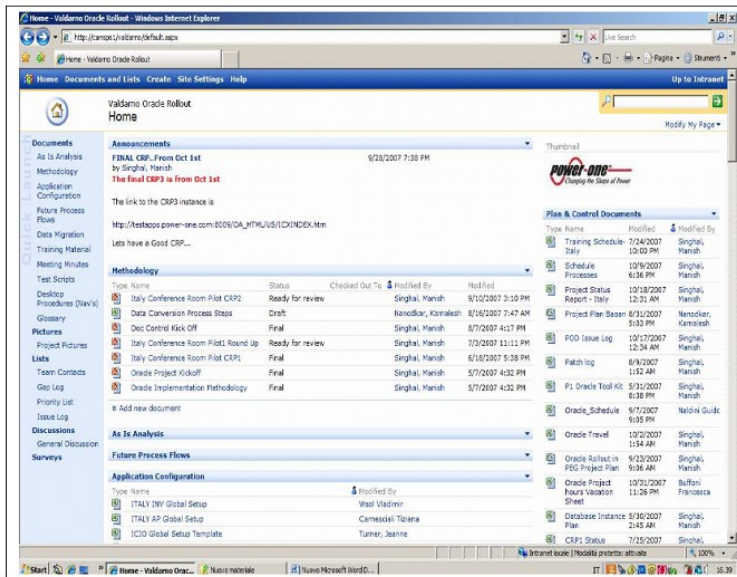 Home - Valdarno Oracle Rollout - Windows Internet Explorer
http://camsps1/valdarno/default.aspx
Live Search
Home - Valdarno Oracle Rollout
Pagina
Strumenti
Home Documents and Lists Create Site Settings Help
Up to Intranet
Valdarno Oracle Rollout
Home
Modify My Page
Quick Launch
Documents
As Is Analysis
Methodology
Application
Configuration
Future Process
Flows
Data Migration
Training Material
Meeting Minutes
Test Scripts
Desktop
Procedures (Nav's)
Glossary
Pictures
Project Pictures
Lists
Team Contacts
Gap Log
Priority List
Issue Log
Discussions
General Discussion
Surveys
Announcements
FINAL CRP..From Oct 1st 9/28/2007 7:38 PM
by Singhal, Manish
The final CRP3 is from Oct 1st
The link to the CRP3 instance is
http://testapps.power-one.com:8009/OA_HTML/US/ICXINDEX.htm
Lets have a Good CRP...
Methodology
Type Name Status Checked Out To Modified By Modified
Italy Conference Room Pilot CRP2 Ready for review Singhal, Manish 9/10/2007 3:10 PM
Data Conversion Process Steps Draft Nanodkar, Kamalesh 8/16/2007 7:47 AM
Doc Control Kick Off Final Singhal, Manish 8/7/2007 4:17 PM
Italy Conference Room Pilot1 Round Up Ready for review Singhal, Manish 7/3/2007 11:11 PM
Italy Conference Room Pilot CRP1 Final Singhal, Manish 6/18/2007 5:38 PM
Oracle Project Kickoff Final Singhal, Manish 5/7/2007 4:32 PM
Oracle Implementation Methodology Final Singhal, Manish 5/7/2007 4:32 PM
Add new document
As Is Analysis
Future Process Flows
Application Configuration
Type Name Modified By
ITALY INV Global Setup Wsol Vladimir
ITALY AP Global Setup Camesciali Tiziana
ICIO Global Setup Template Turner, Jeanne
Thumbnail
power-one
Changing the Shape of Power
Plan & Control Documents
Type Name Modified Modified By
Training Schedule- 7/24/2007 Singhal,
Italy 10:00 PM Manish
Schedule 10/9/2007 Singhal,
Processes 6:36 PM Manish
Project Status 10/18/2007 Singhal,
Report - Italy 12:31 AM Manish
Project Plan Basan 8/31/2007 Nanodkar,
5:03 PM Kamalesh
POD Issue Log 10/17/2007 Singhal,
12:34 AM Manish
Patch log 8/9/2007 Singhal,
1:52 AM Manish
P1 Oracle Tool Kit 5/31/2007 Singhal,
8:38 PM Manish
Oracle_Schedule 9/7/2007 Naldini Guido
9:05 PM
Oracle Travel 10/2/2007 Singhal,
1:54 AM Manish
Oracle Rollout in 9/23/2007 Singhal,
PEG Project Plan 9:06 AM Manish
Oracle Project 10/31/2007 Buffoni
hours Vacation 11:26 PM Francesca
Sheet
Database Instance 5/30/2007 Singhal,
Plan 2:45 AM Manish
CRP1 Status 7/25/2007 Singhal,
Intranet locale | Modalità protetta: attivata
100%
Start
Home - Valdarno Orac...
Nuovo materiale
Nuovo Microsoft Word D...
IT
16.39